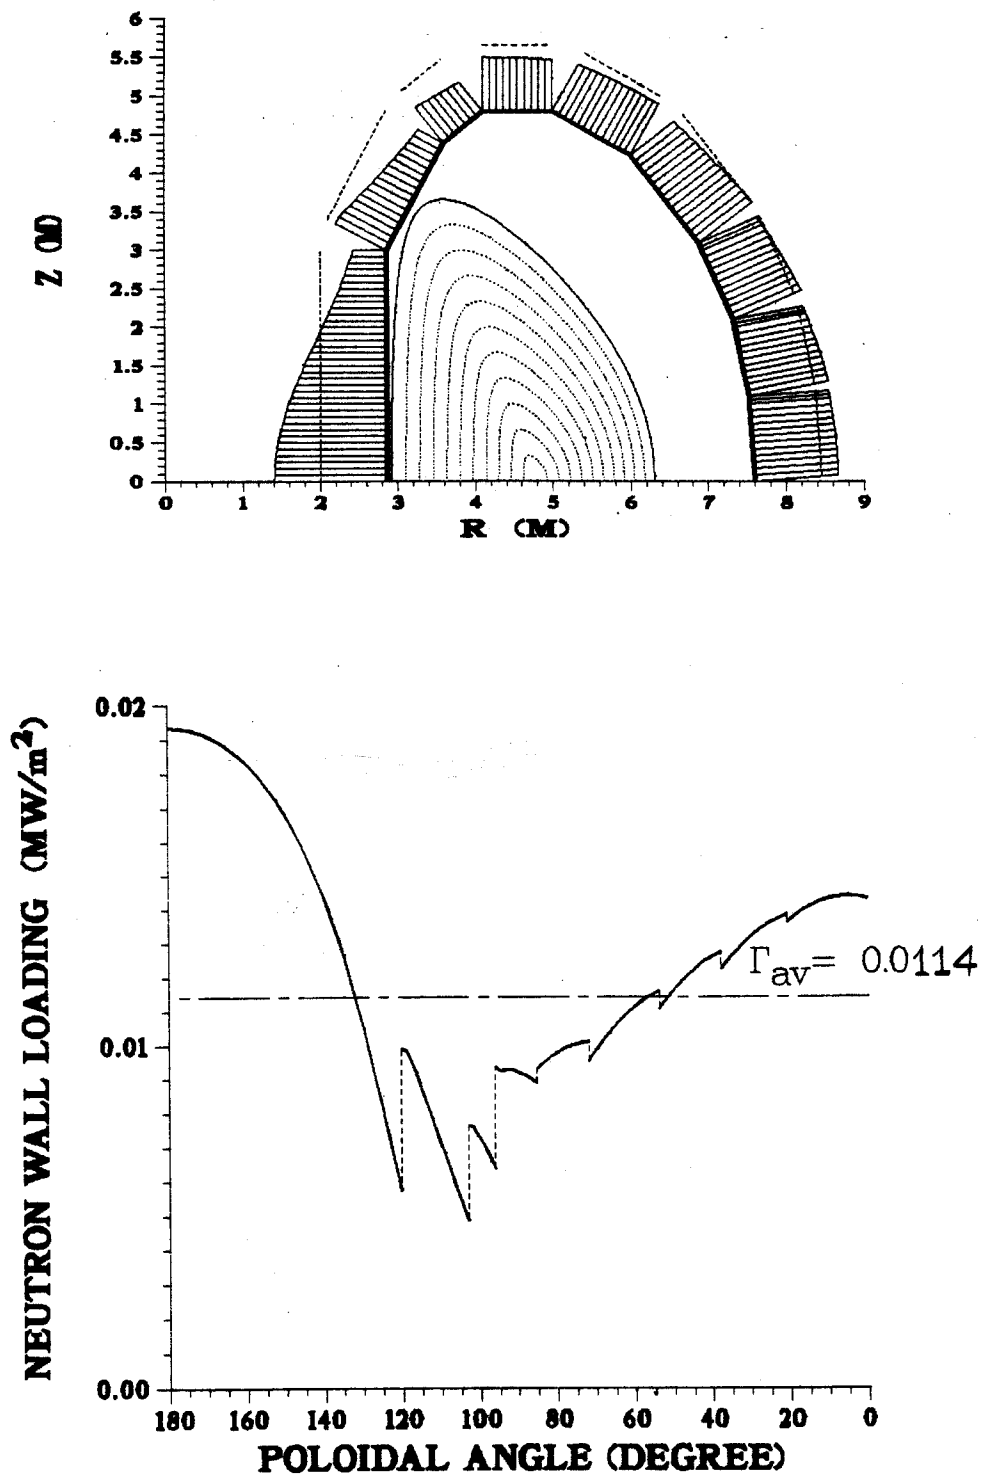 6
5.5
5
4.5
4
3.5
3
2.5
2
1.5
1
0.5
0
Z (M)
0 1 2 3 4 5 6 7 8 9
R (M)
0.02
0.01
0.00
NEUTRON WALL LOADING (MW/m²)
Γav= 0.0114
180 160 140 120 100 80 60 40 20 0
POLOIDAL ANGLE (DEGREE)